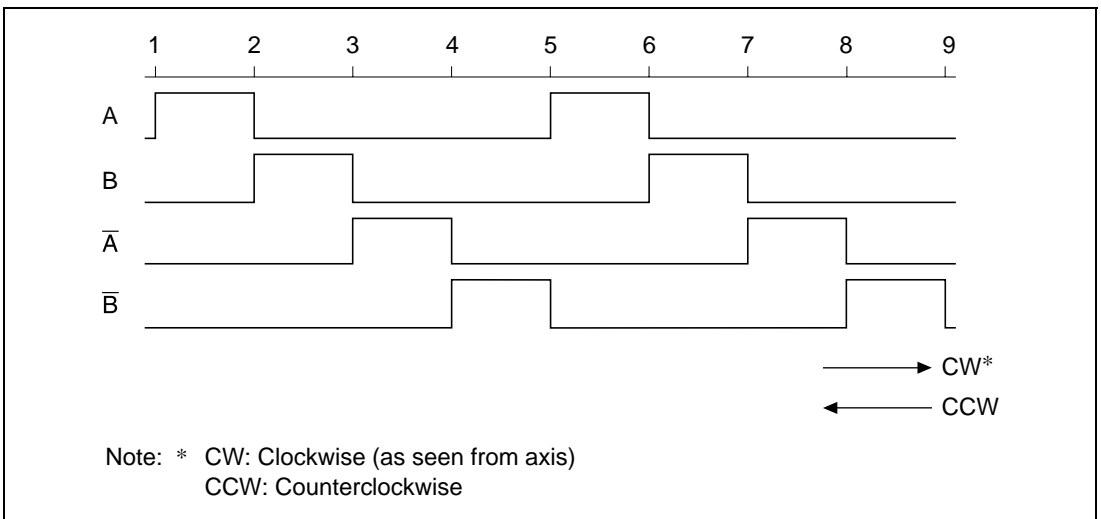 1 2 3 4 5 6 7 8 9
A
B
A̅
B̅
CW*
CCW
Note: * CW: Clockwise (as seen from axis)
CCW: Counterclockwise